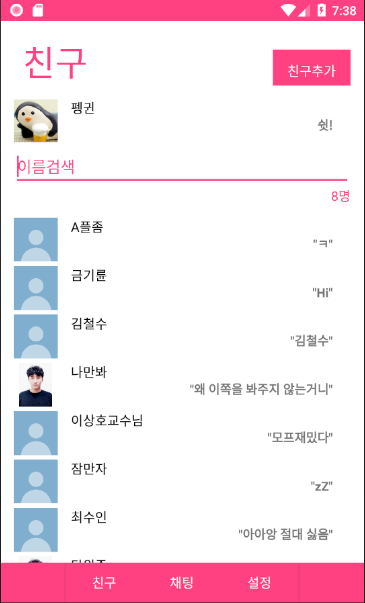 7:38
친구
친구추가
펭귄
쉿!
이름검색
8명
A플줌
"ㅋ"
금기륜
"Hi"
김철수
"김철수"
나만봐
"왜 이쪽을 봐주지 않는거니"
이상호교수님
"모프재밌다"
잠만자
"zZ"
최수인
"아아앙 절대 싫음"
친구 채팅 설정